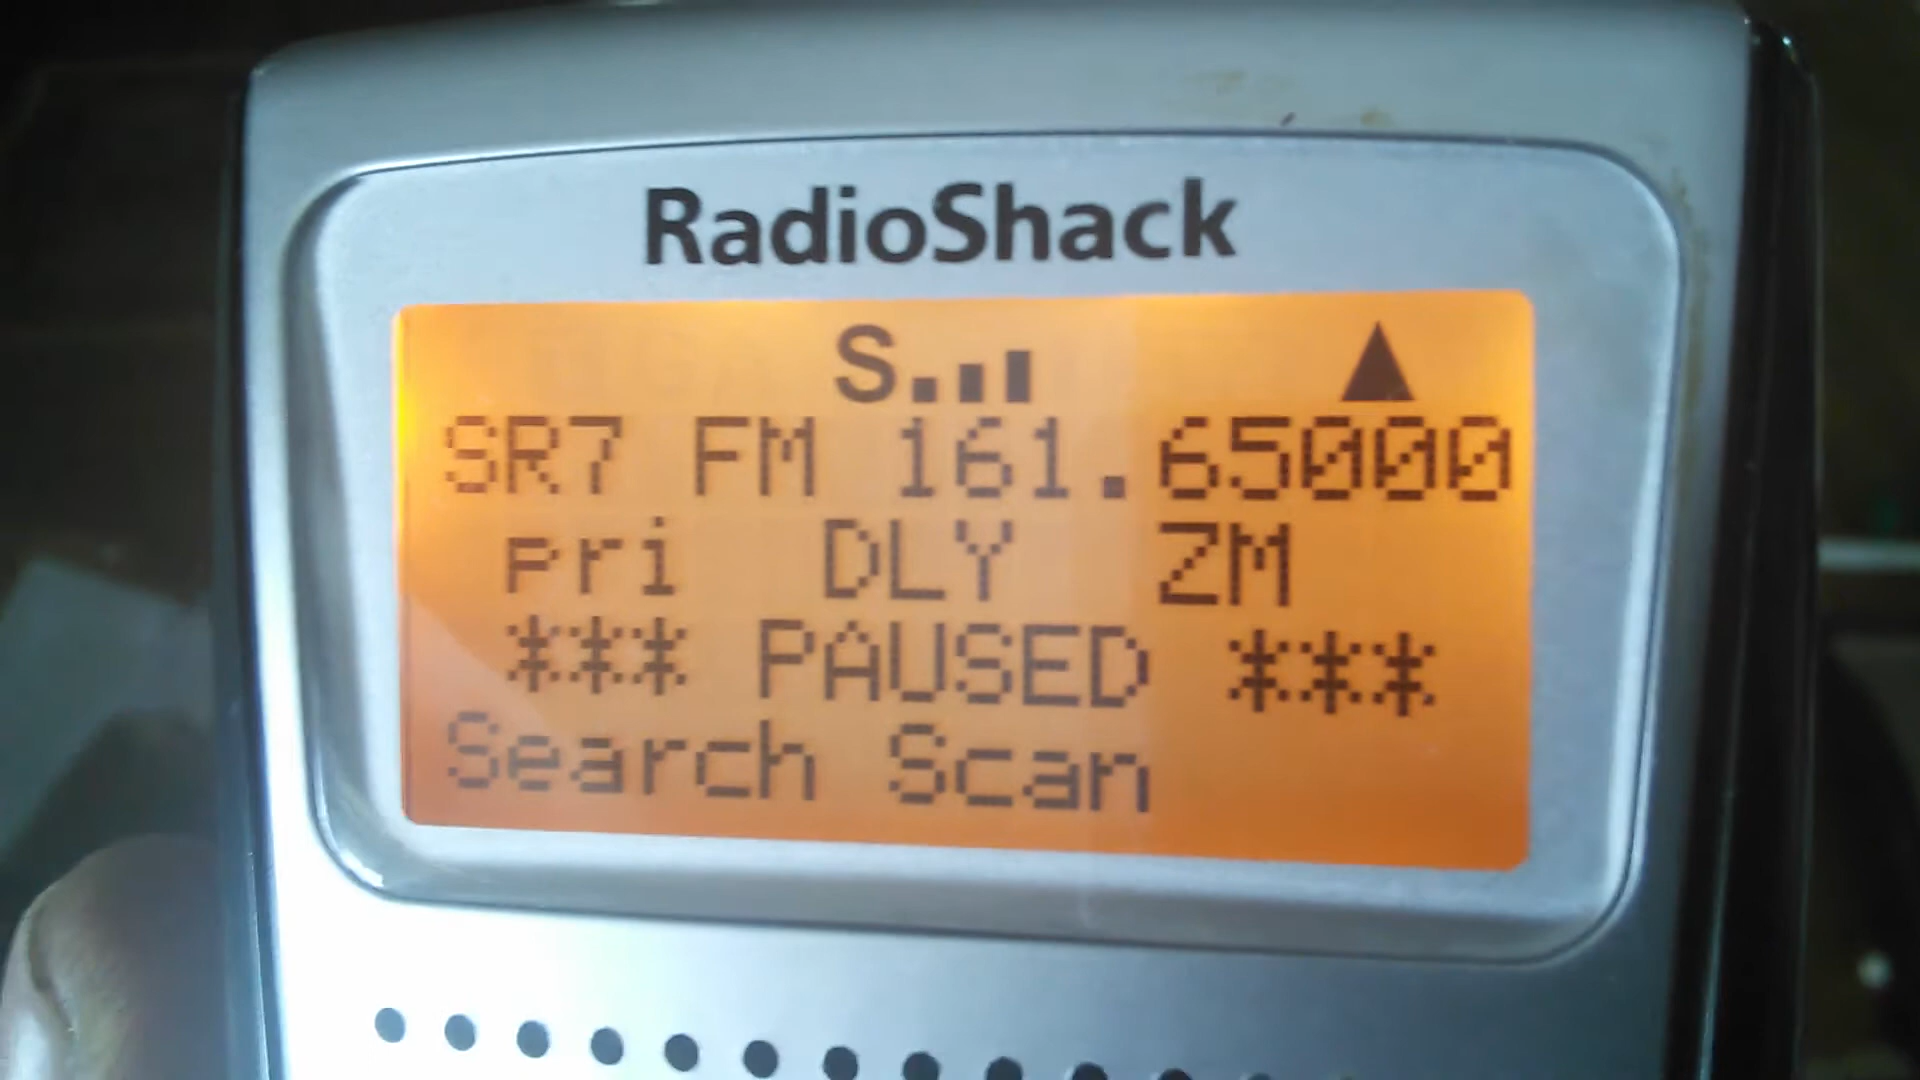 RadioShack
S
SR7 FM 161.65000
pri DLY ZM
*** PAUSED ***
Search Scan